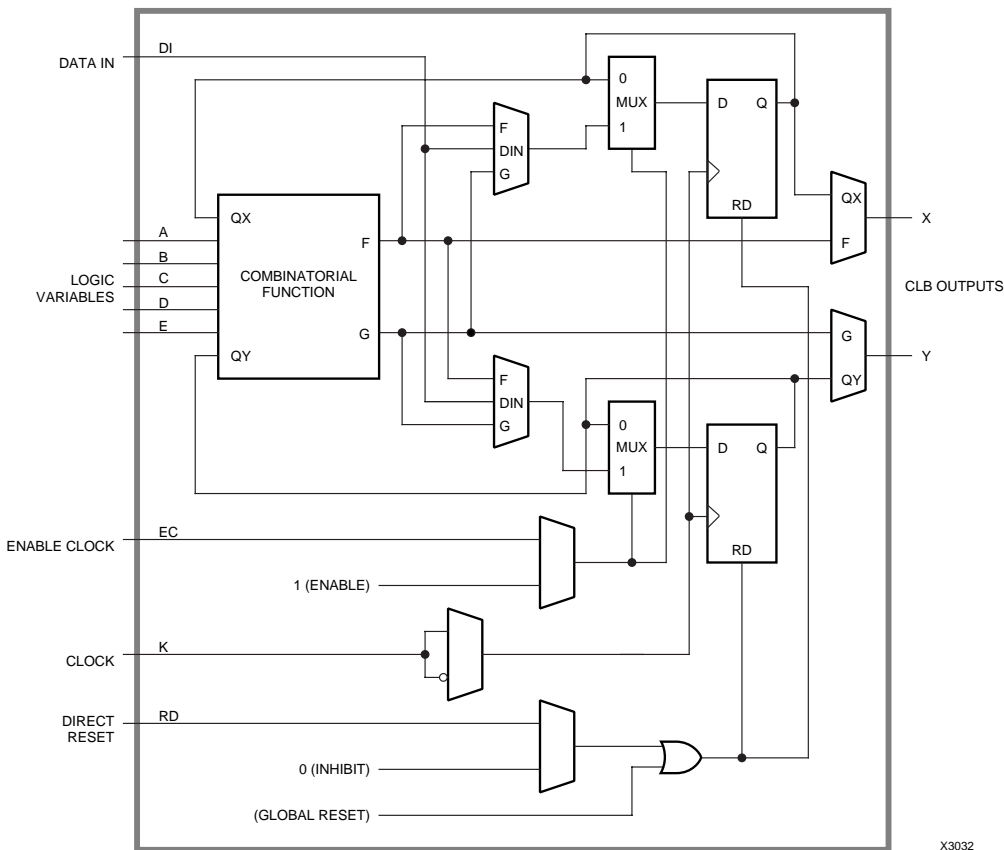 DATA IN
DI
0
MUX
1
D
Q
RD
F
DIN
G
QX
F
X
QX
A
B
C
D
E
LOGIC
VARIABLES
QY
COMBINATORIAL
FUNCTION
F
G
CLB OUTPUTS
G
QY
Y
F
DIN
G
0
MUX
1
D
Q
RD
ENABLE CLOCK
EC
1 (ENABLE)
CLOCK
K
DIRECT
RESET
RD
0 (INHIBIT)
(GLOBAL RESET)
X3032